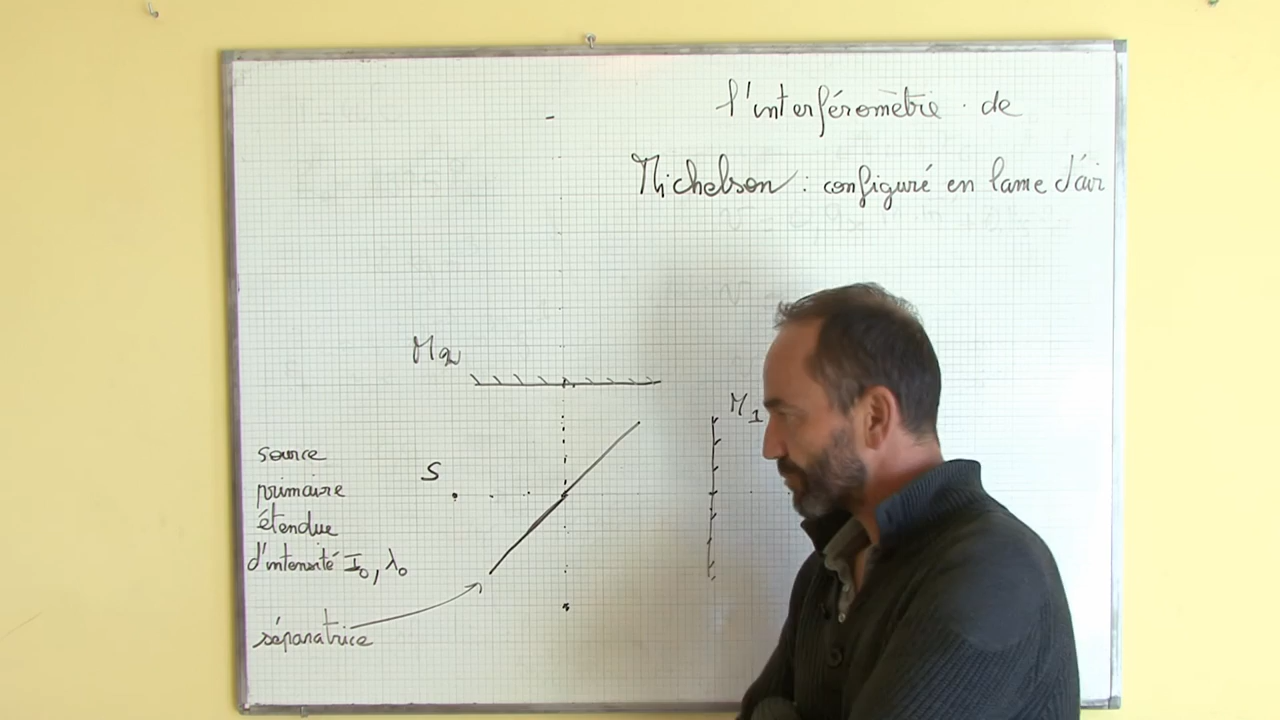 l'interféromètre de
Michelson : configuré en lame d'air
M2
M1
S
source
primaire
étendue
d'intensité I0, λ0
séparatrice